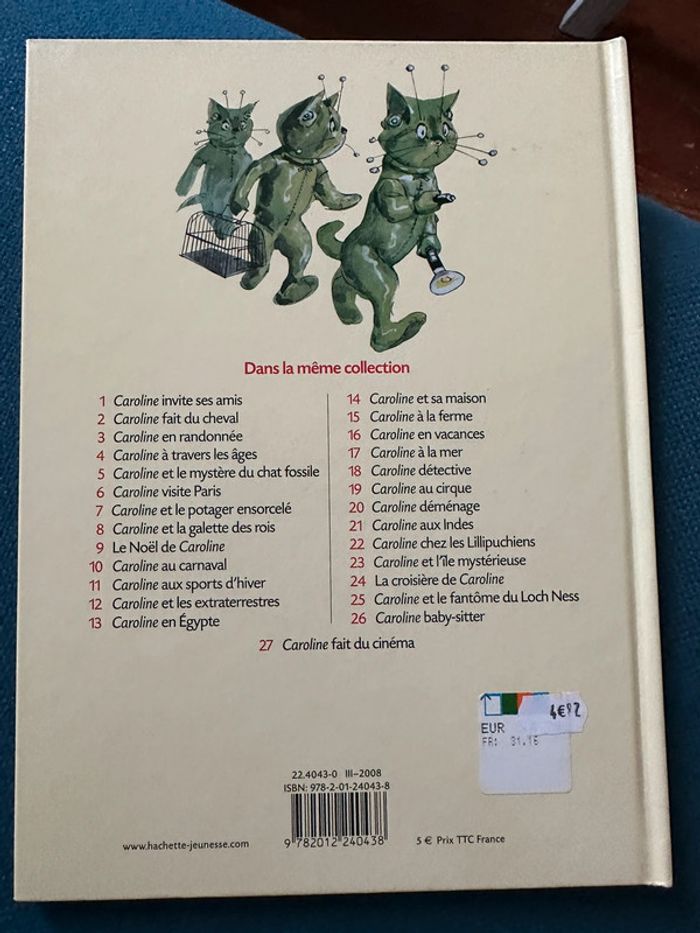 Dans la même collection
1 Caroline invite ses amis
2 Caroline fait du cheval
3 Caroline en randonnée
4 Caroline à travers les âges
5 Caroline et le mystère du chat fossile
6 Caroline visite Paris
7 Caroline et le potager ensorcelé
8 Caroline et la galette des rois
9 Le Noël de Caroline
10 Caroline au carnaval
11 Caroline aux sports d'hiver
12 Caroline et les extraterrestres
13 Caroline en Égypte
14 Caroline et sa maison
15 Caroline à la ferme
16 Caroline en vacances
17 Caroline à la mer
18 Caroline détective
19 Caroline au cirque
20 Caroline déménage
21 Caroline aux Indes
22 Caroline chez les Lillipuchiens
23 Caroline et l'île mystérieuse
24 La croisière de Caroline
25 Caroline et le fantôme du Loch Ness
26 Caroline baby-sitter
27 Caroline fait du cinéma
4€92
EUR
FR: 31.16
22.4043-0 III-2008
ISBN: 978-2-01-24043-8
9 782012 240438
www.hachette-jeunesse.com
5 € Prix TTC France